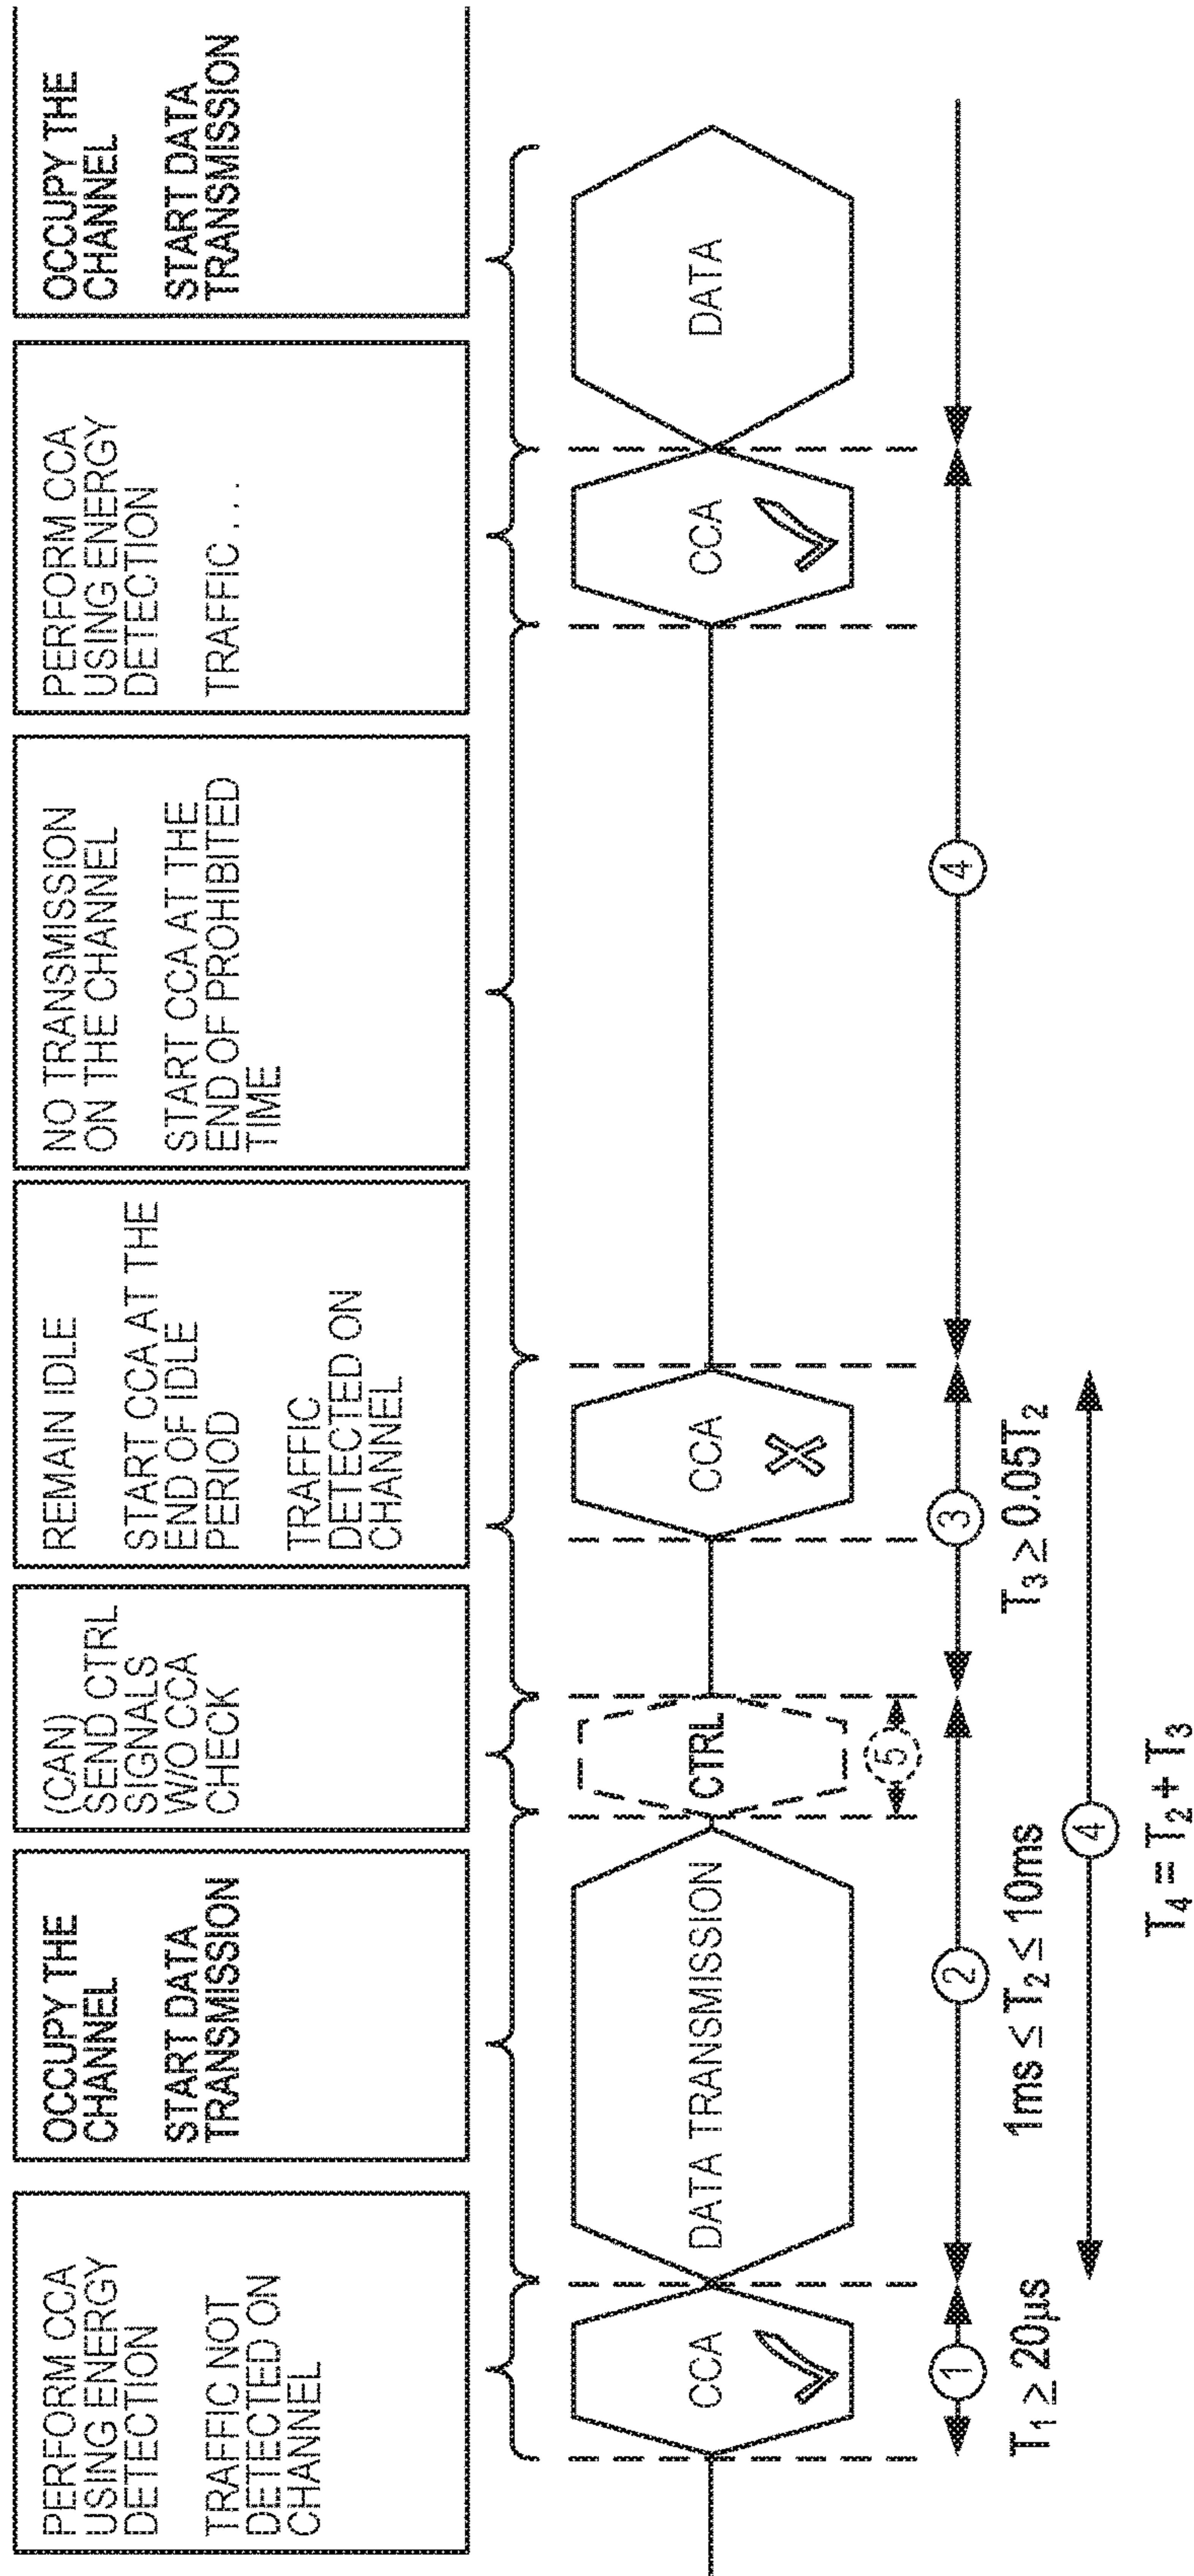 PERFORM CCA
USING ENERGY
DETECTION
TRAFFIC NOT
DETECTED ON
CHANNEL
OCCUPY THE
CHANNEL
START DATA
TRANSMISSION
(CAN)
SEND CTRL
SIGNALS
W/O CCA
CHECK
REMAIN IDLE
START CCA AT THE
END OF IDLE
PERIOD
TRAFFIC
DETECTED ON
CHANNEL
NO TRANSMISSION
ON THE CHANNEL
START CCA AT THE
END OF PROHIBITED
TIME
PERFORM CCA
USING ENERGY
DETECTION
TRAFFIC . . .
OCCUPY THE
CHANNEL
START DATA
TRANSMISSION
CCA
DATA TRANSMISSION
CTRL
CCA
CCA
DATA
5
1
2
3
4
T₁ ≥ 20µs
1ms ≤ T₂ ≤ 10ms
T₃ ≥ 0.05T₂
4
T₄ = T₂ + T₃